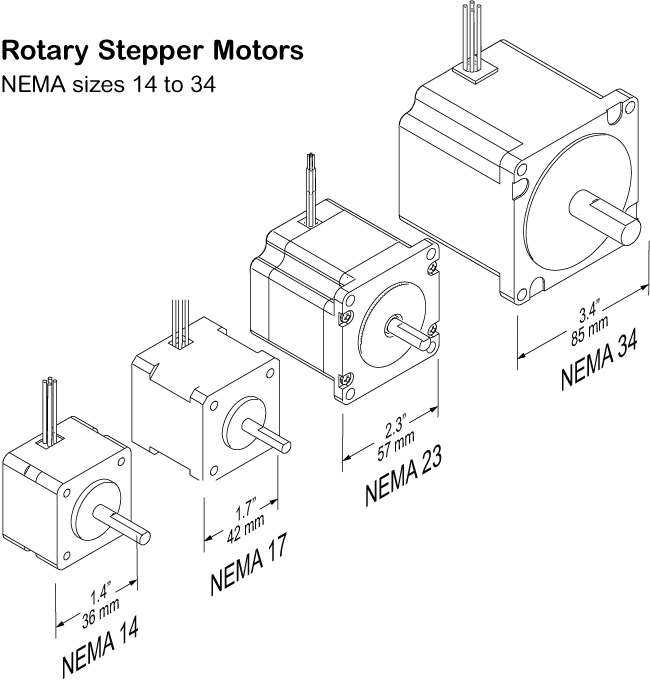 Rotary Stepper Motors
NEMA sizes 14 to 34
3.4"
85 mm
NEMA 34
2.3"
57 mm
NEMA 23
1.7"
42 mm
NEMA 17
1.4"
36 mm
NEMA 14